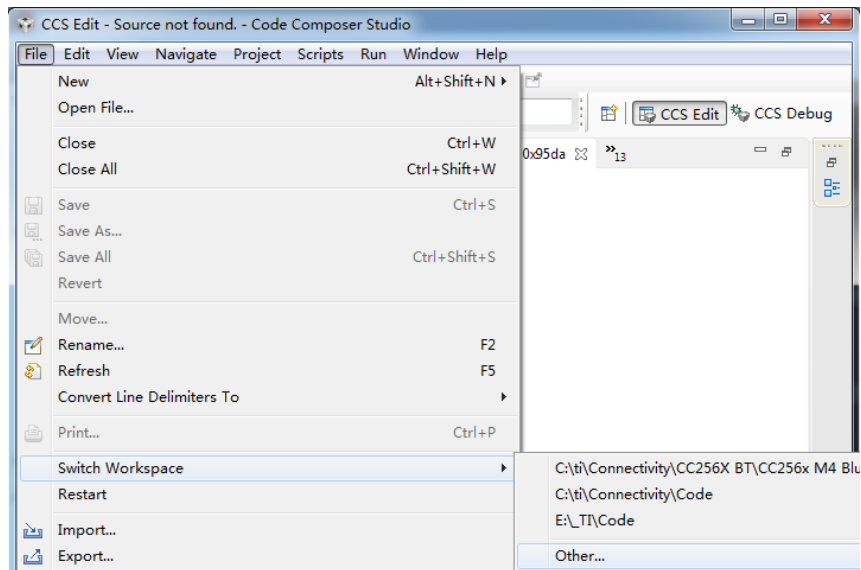 CCS Edit - Source not found. - Code Composer Studio
File Edit View Navigate Project Scripts Run Window Help
New Alt+Shift+N
Open File...
CCS Edit CCS Debug
Close Ctrl+W
0x95da »13
Close All Ctrl+Shift+W
Save Ctrl+S
Save As...
Save All Ctrl+Shift+S
Revert
Move...
Rename... F2
Refresh F5
Convert Line Delimiters To
Print... Ctrl+P
Switch Workspace
C:\ti\Connectivity\CC256X BT\CC256x M4 Blu
Restart
C:\ti\Connectivity\Code
E:\_TI\Code
Import...
Export...
Other...